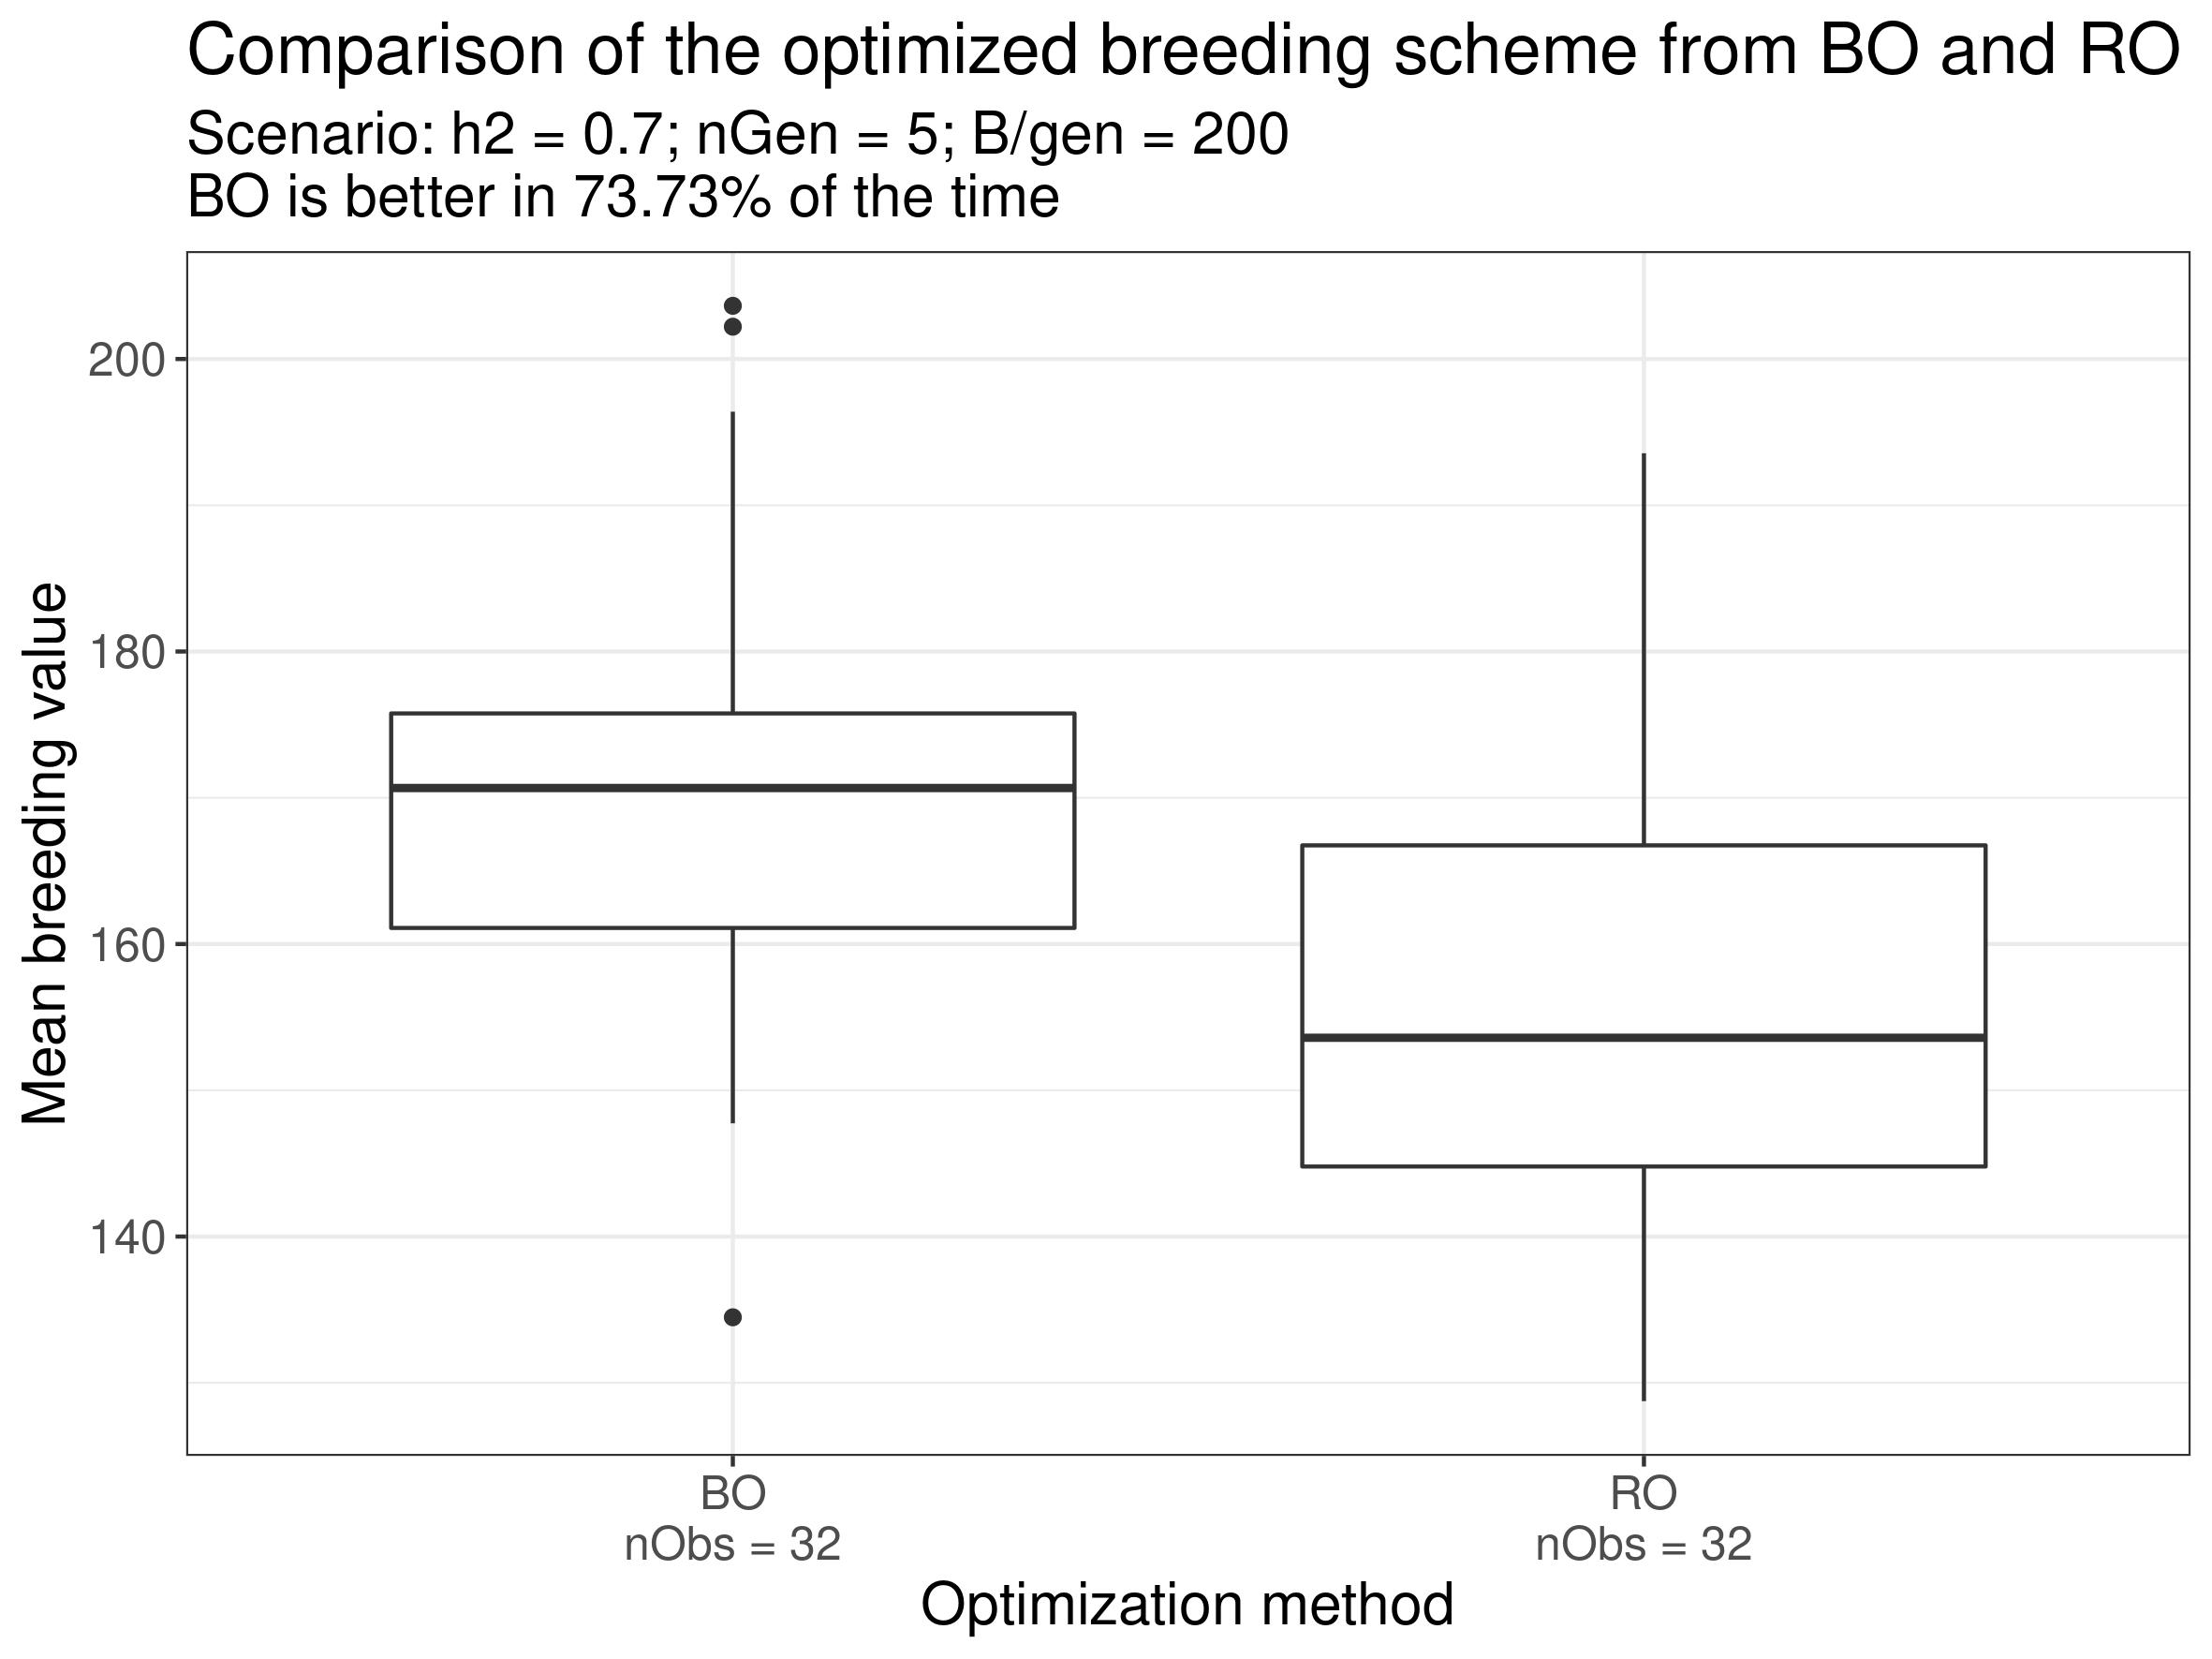 Comparison of the optimized breeding scheme from BO and RO
Scenario: h2 = 0.7; nGen = 5; B/gen = 200
BO is better in 73.73% of the time
Mean breeding value
200
180
160
140
BO
nObs = 32
RO
nObs = 32
Optimization method